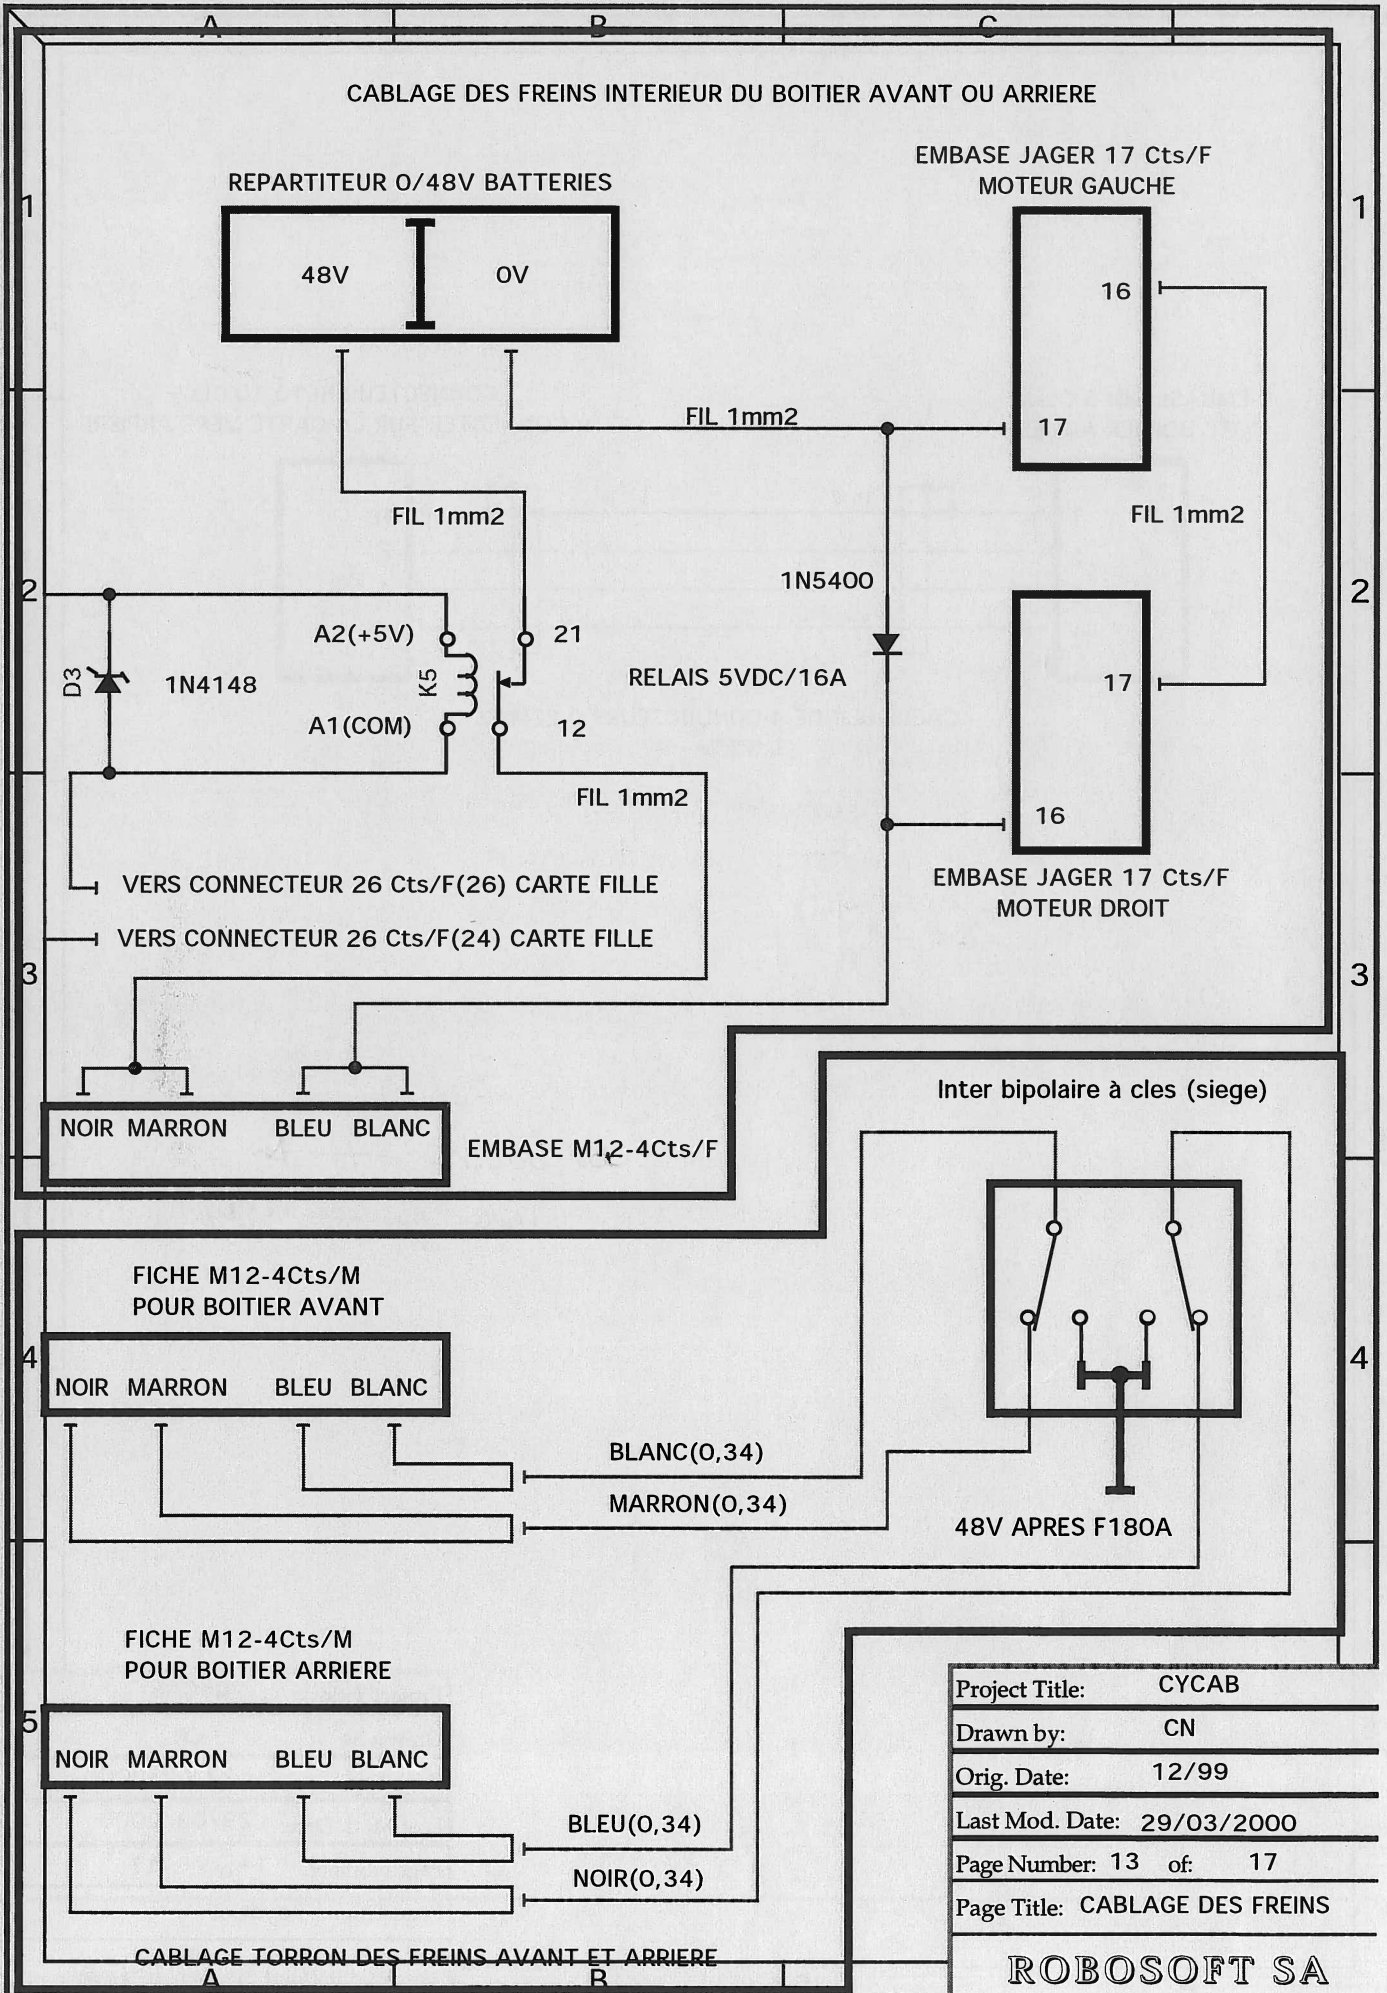 A B C
CABLAGE DES FREINS INTERIEUR DU BOITIER AVANT OU ARRIERE
EMBASE JAGER 17 Cts/F
MOTEUR GAUCHE
REPARTITEUR 0/48V BATTERIES
1 1
48V 0V
16
FIL 1mm2
17
FIL 1mm2
FIL 1mm2
1N5400
2 2
A2(+5V) 21
D3 1N4148 K5 RELAIS 5VDC/16A
17
A1(COM) 12
FIL 1mm2
16
VERS CONNECTEUR 26 Cts/F(26) CARTE FILLE
EMBASE JAGER 17 Cts/F
MOTEUR DROIT
VERS CONNECTEUR 26 Cts/F(24) CARTE FILLE
3 3
Inter bipolaire à cles (siege)
NOIR MARRON BLEU BLANC
EMBASE M12-4Cts/F
FICHE M12-4Cts/M
POUR BOITIER AVANT
4 4
NOIR MARRON BLEU BLANC
BLANC(0,34)
MARRON(0,34)
48V APRES F180A
FICHE M12-4Cts/M
POUR BOITIER ARRIERE
5
NOIR MARRON BLEU BLANC
BLEU(0,34)
NOIR(0,34)
CABLAGE TORRON DES FREINS AVANT ET ARRIERE
A B
Project Title: CYCAB
Drawn by: CN
Orig. Date: 12/99
Last Mod. Date: 29/03/2000
Page Number: 13 of: 17
Page Title: CABLAGE DES FREINS
ROBOSOFT SA